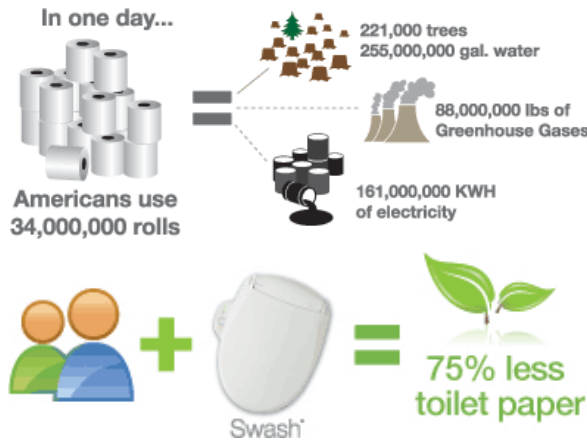 In one day...
221,000 trees
255,000,000 gal. water
88,000,000 lbs of
Greenhouse Gases
Americans use
34,000,000 rolls
161,000,000 KWH
of electricity
75% less
toilet paper
Swash